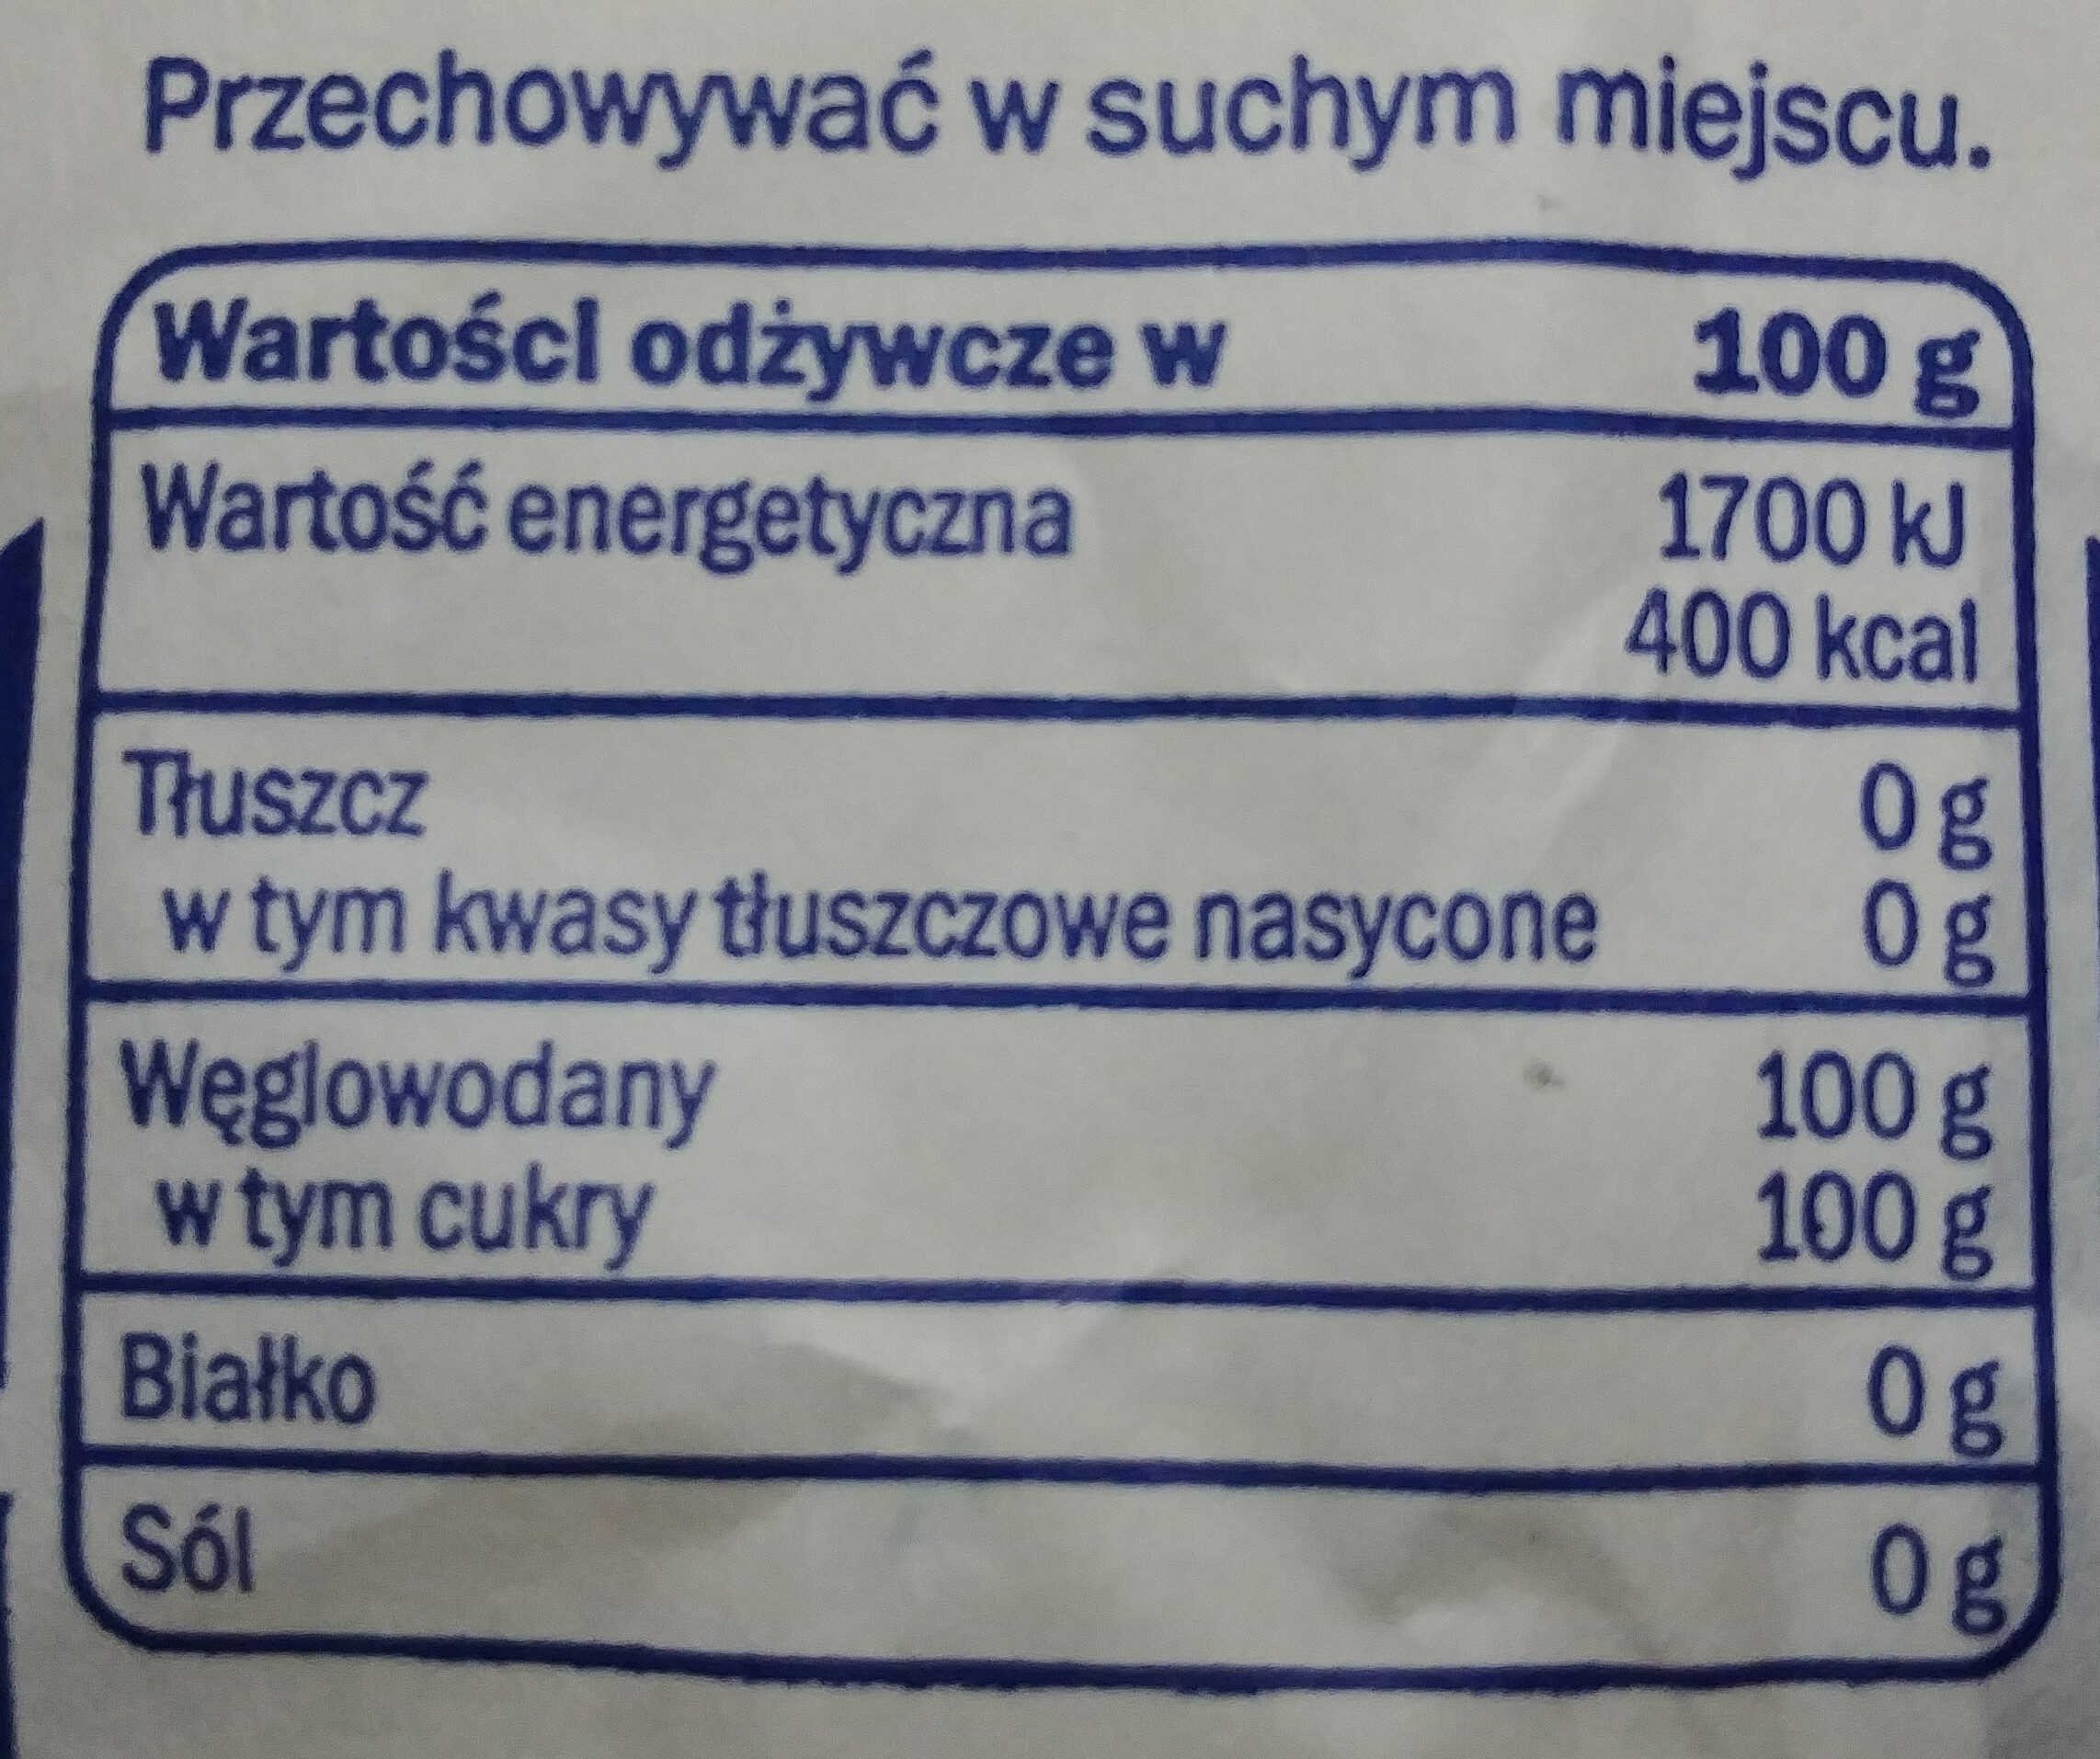 Przechowywać w suchym miejscu.
Wartości odżywcze w 100 g
Wartość energetyczna 1700 kJ
400 kcal
Tłuszcz 0 g
w tym kwasy tłuszczowe nasycone 0 g
Węglowodany 100 g
w tym cukry 100 g
Białko 0 g
Sól 0 g